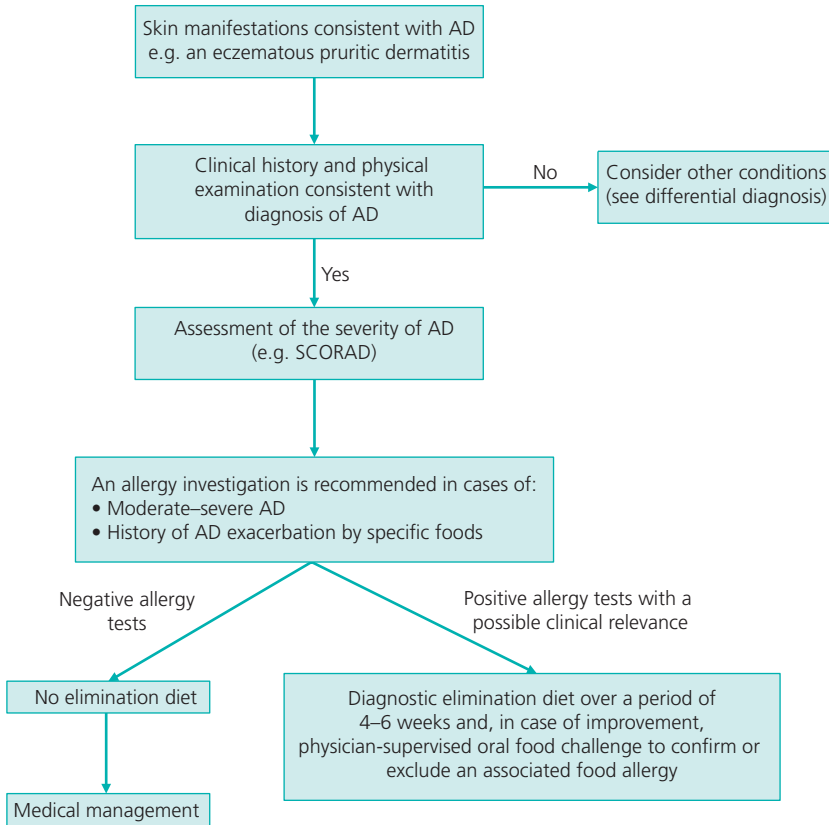 Skin manifestations consistent with AD
e.g. an eczematous pruritic dermatitis
Clinical history and physical
examination consistent with
diagnosis of AD
No
Consider other conditions
(see differential diagnosis)
Yes
Assessment of the severity of AD
(e.g. SCORAD)
An allergy investigation is recommended in cases of:
• Moderate–severe AD
• History of AD exacerbation by specific foods
Negative allergy
tests
Positive allergy tests with a
possible clinical relevance
No elimination diet
Diagnostic elimination diet over a period of
4–6 weeks and, in case of improvement,
physician-supervised oral food challenge to confirm or
exclude an associated food allergy
Medical management